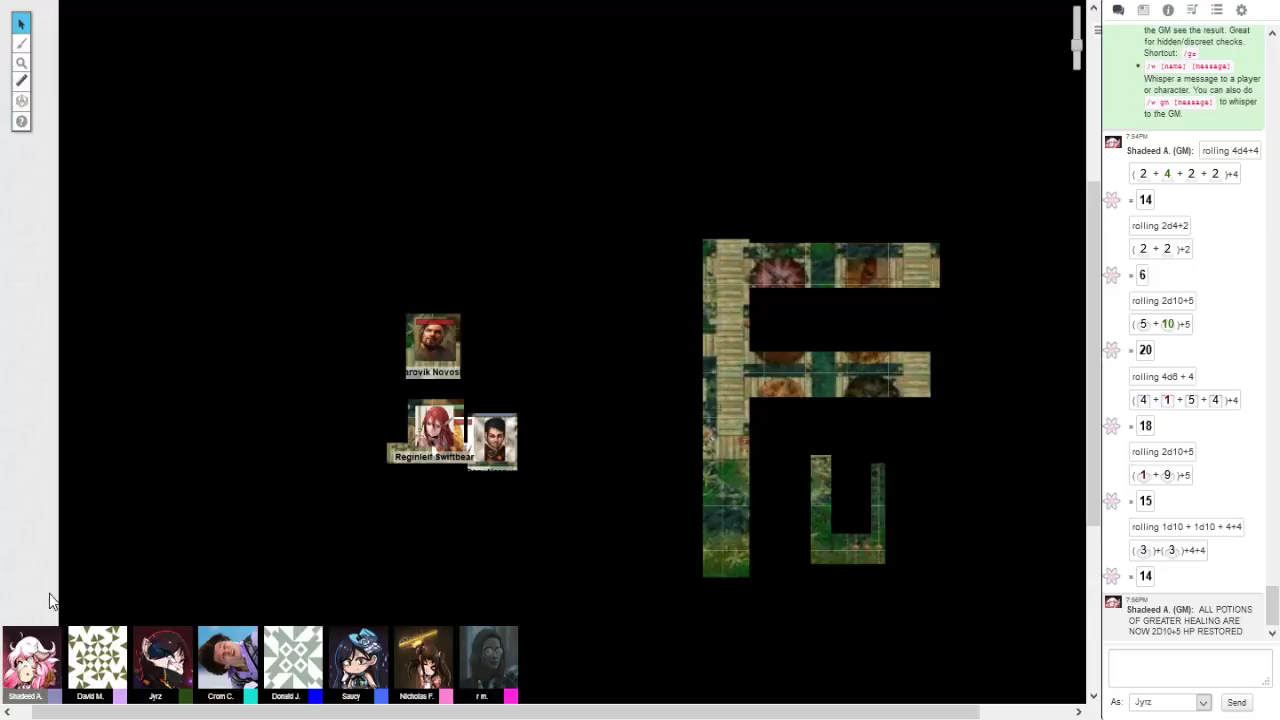 the GM see the result. Great
for hidden/discreet checks.
Shortcut: /gr
/w [name] [message]
Whisper a message to a player
or character. You can also do
/w gm [message] to whisper
to the GM.
7:54PM
Shadeed A. (GM): rolling 4d4+4
( 2 + 4 + 2 + 2 )+4
= 14
rolling 2d4+2
( 2 + 2 )+2
= 6
rolling 2d10+5
( 5 + 10 )+5
= 20
rolling 4d6 + 4
( 4 + 1 + 5 + 4 )+4
= 18
rolling 2d10+5
( 1 + 9 )+5
= 15
rolling 1d10 + 1d10 + 4+4
( 3 )+( 3 )+4+4
= 14
7:56PM
Shadeed A. (GM): ALL POTIONS
OF GREATER HEALING ARE
NOW 2D10+5 HP RESTORED
As: Jyrz Send
arovik Novos
Reginleif Swiftbear
Shadeed A. David M. Jyrz Crom C. Donald J. Saucy Nicholas F. r m.